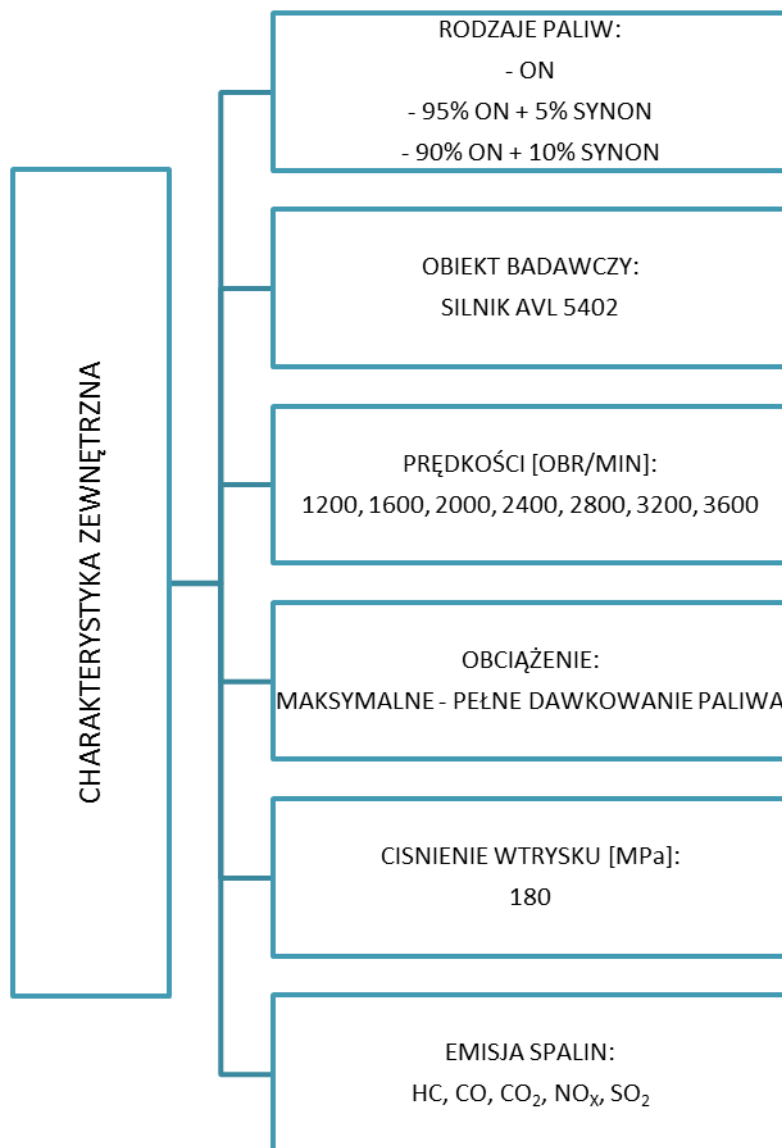 CHARAKTERYSTYKA ZEWNĘTRZNA
RODZAJE PALIW:
- ON
- 95% ON + 5% SYNON
- 90% ON + 10% SYNON
OBIEKT BADAWCZY:
SILNIK AVL 5402
PRĘDKOŚCI [OBR/MIN]:
1200, 1600, 2000, 2400, 2800, 3200, 3600
OBCIĄŻENIE:
MAKSYMALNE - PEŁNE DAWKOWANIE PALIWA
CISNIENIE WTRYSKU [MPa]:
180
EMISJA SPALIN:
HC, CO, CO₂, NOₓ, SO₂